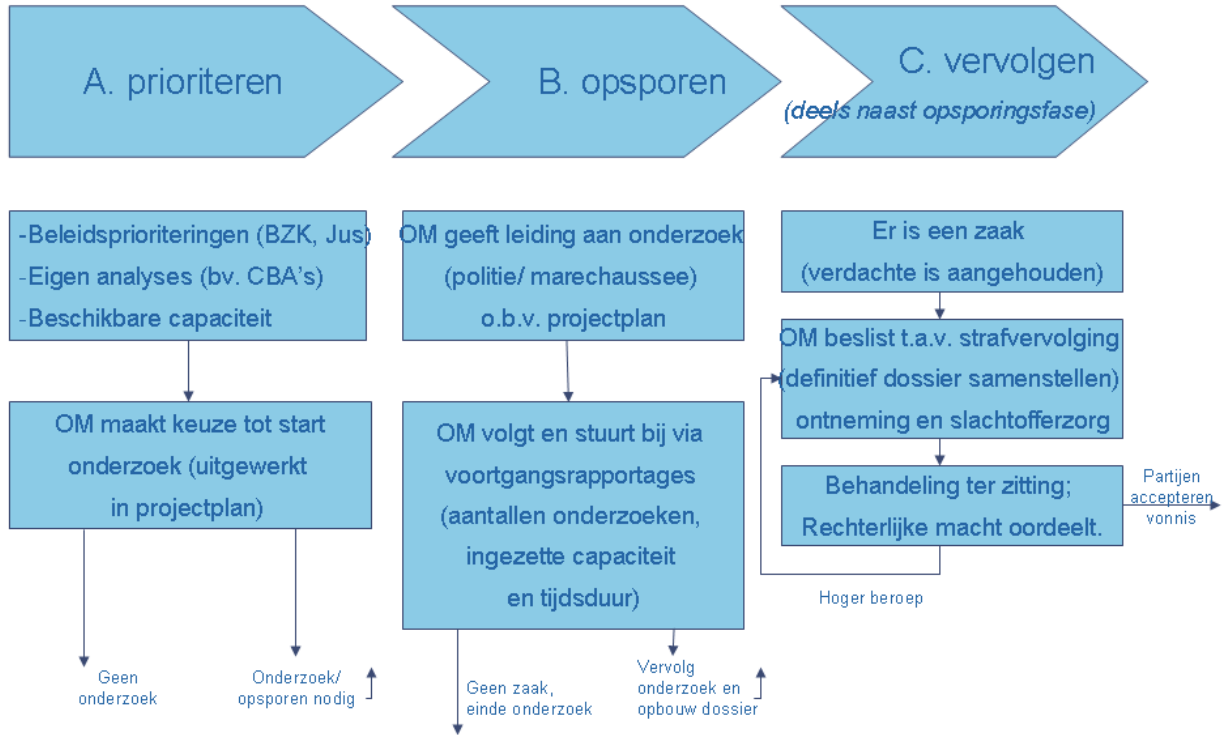 A. prioriteren
B. opsporen
C. vervolgen
(deels naast opsporingsfase)
-Beleidsprioriteringen (BZK, Jus)
-Eigen analyses (bv. CBA's)
-Beschikbare capaciteit
OM maakt keuze tot start
onderzoek (uitgewerkt
in projectplan)
Geen
onderzoek
Onderzoek/
opsporen nodig
OM geeft leiding aan onderzoek
(politie/ marechaussee)
o.b.v. projectplan
OM volgt en stuurt bij via
voortgangsrapportages
(aantallen onderzoeken,
ingezette capaciteit
en tijdsduur)
Geen zaak,
einde onderzoek
Vervolg
onderzoek en
opbouw dossier
Er is een zaak
(verdachte is aangehouden)
OM beslist t.a.v. strafvervolging
(definitief dossier samenstellen)
ontneming en slachtofferzorg
Behandeling ter zitting;
Rechterlijke macht oordeelt.
Partijen
accepteren
vonnis
Hoger beroep